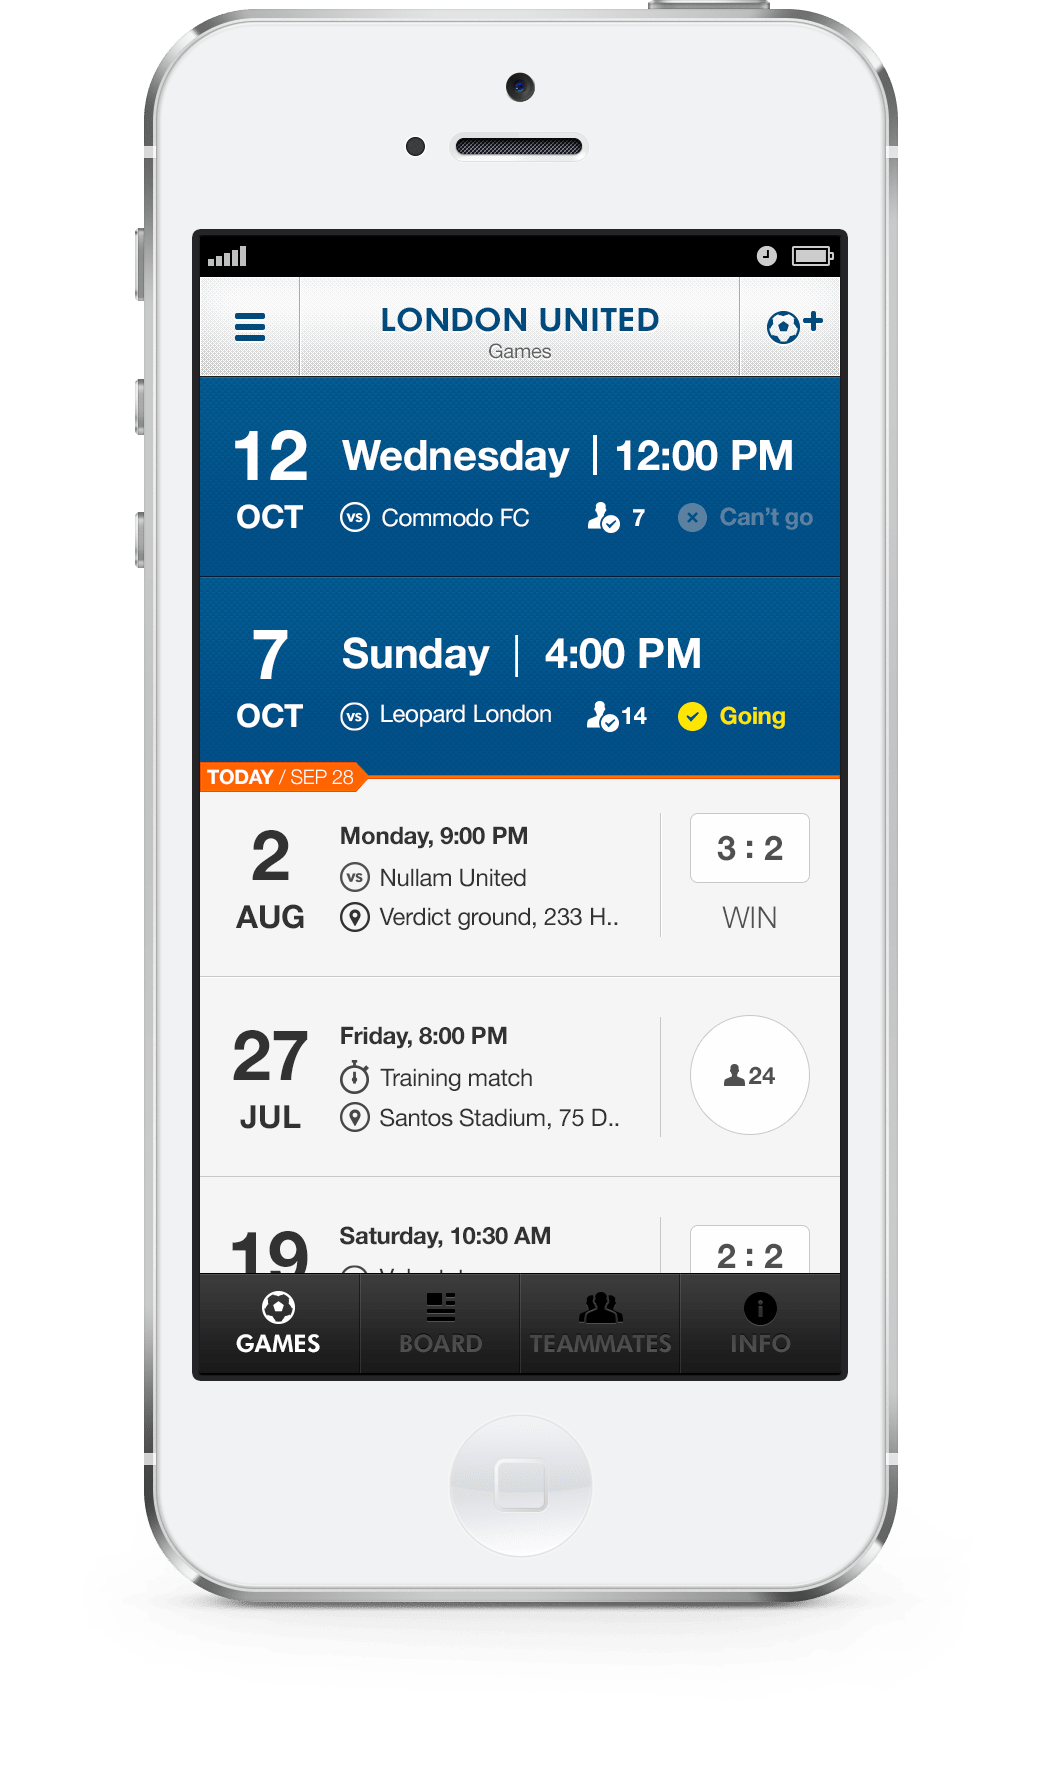 LONDON UNITED
Games
12 Wednesday | 12:00 PM
OCT vs Commodo FC 7 Can't go
7 Sunday | 4:00 PM
OCT vs Leopard London 14 Going
TODAY / SEP 28
2 Monday, 9:00 PM 3 : 2
vs Nullam United
AUG Verdict ground, 233 H.. WIN
27 Friday, 8:00 PM
Training match 24
JUL Santos Stadium, 75 D..
19 Saturday, 10:30 AM 2 : 2
GAMES BOARD TEAMMATES INFO